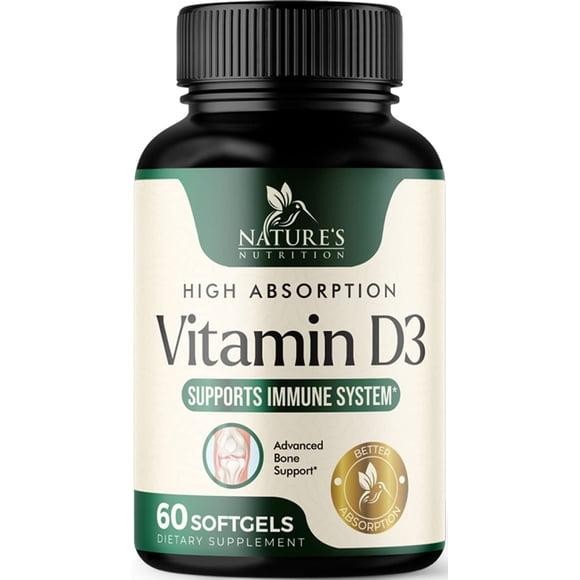 NATURE'S
NUTRITION
HIGH ABSORPTION
Vitamin D3
SUPPORTS IMMUNE SYSTEM*
Advanced
Bone
Support*
BETTER
ABSORPTION
60 SOFTGELS
DIETARY SUPPLEMENT